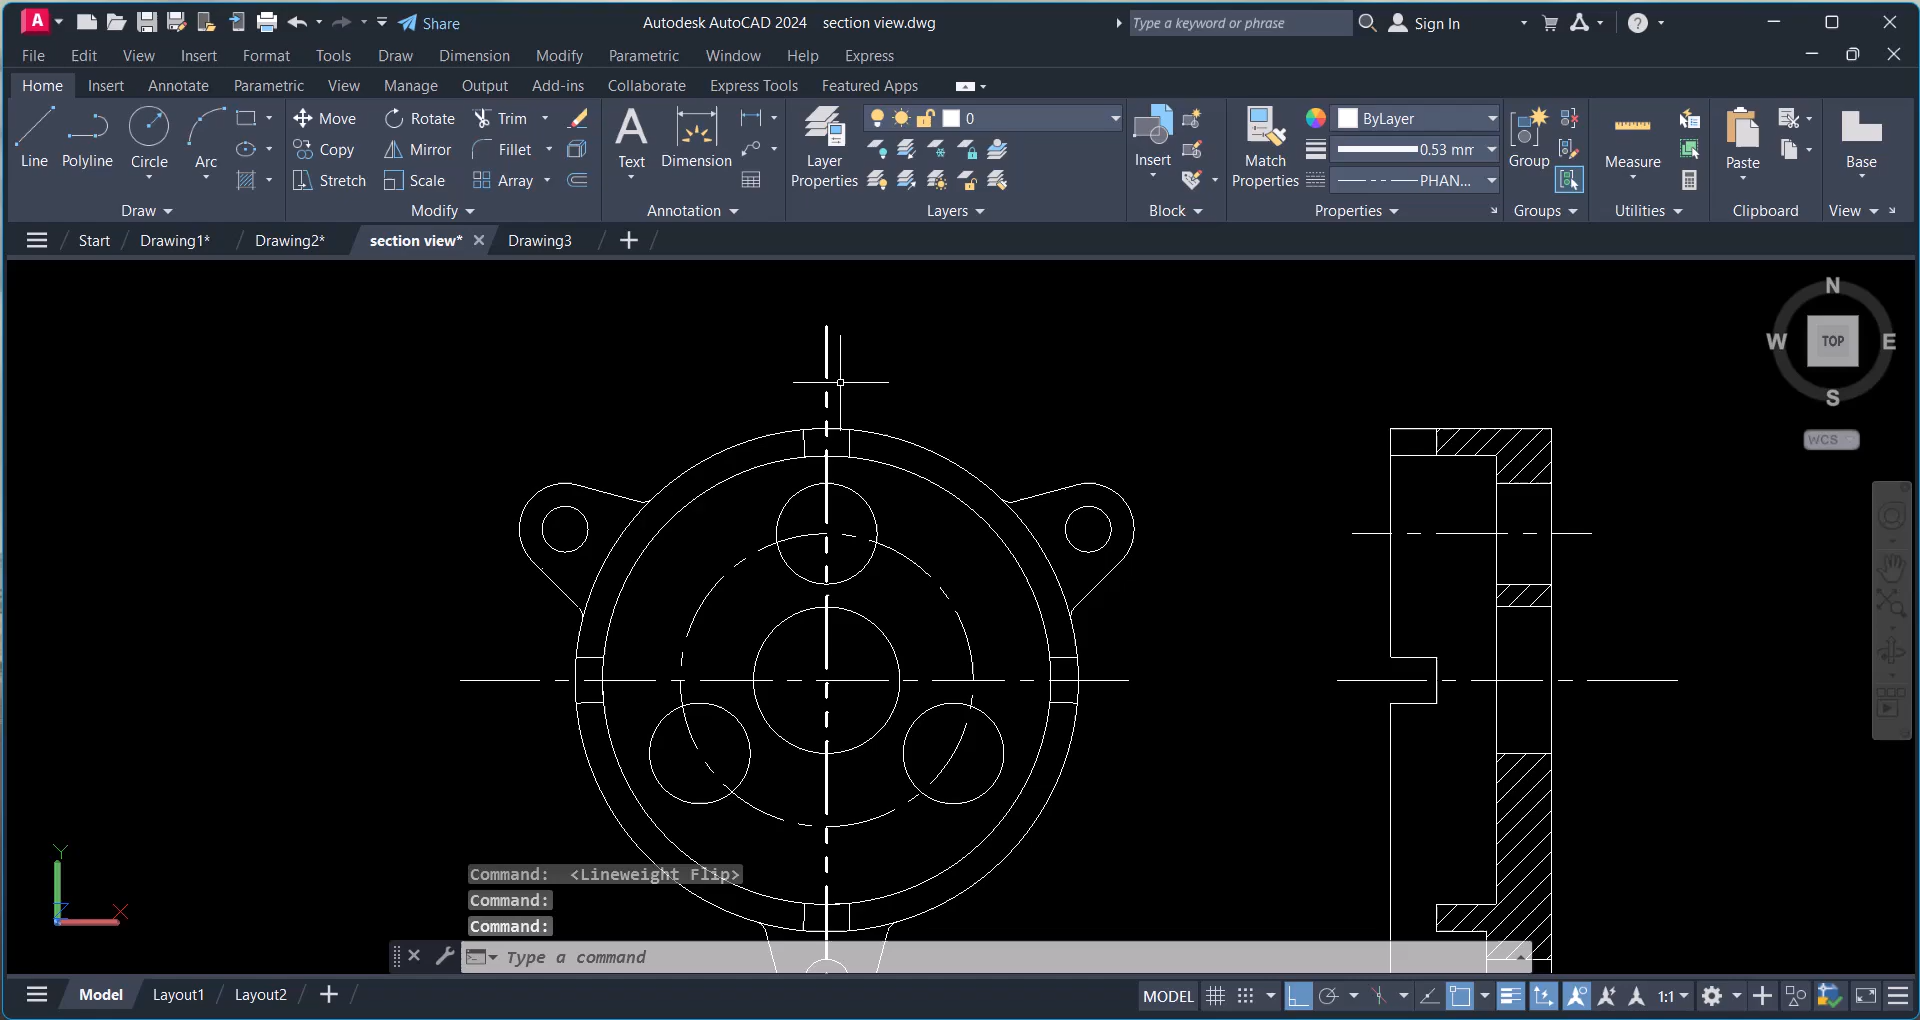 A Share Autodesk AutoCAD 2024 section view.dwg Type a keyword or phrase Sign In
File Edit View Insert Format Tools Draw Dimension Modify Parametric Window Help Express
Home Insert Annotate Parametric View Manage Output Add-ins Collaborate Express Tools Featured Apps
Move Rotate Trim 0 ByLayer
Line Polyline Circle Arc Copy Mirror Fillet Text Dimension Layer Properties Insert Match Properties 0.53 mm Group Measure Paste Base
Stretch Scale Array PHAN...
Draw Modify Annotation Layers Block Properties Groups Utilities Clipboard View
Start Drawing1* Drawing2* section view* Drawing3
N
W TOP E
S
WCS
Y
X
Command: <Lineweight Flip>
Command:
Command:
Type a command
Model Layout1 Layout2 MODEL 1:1